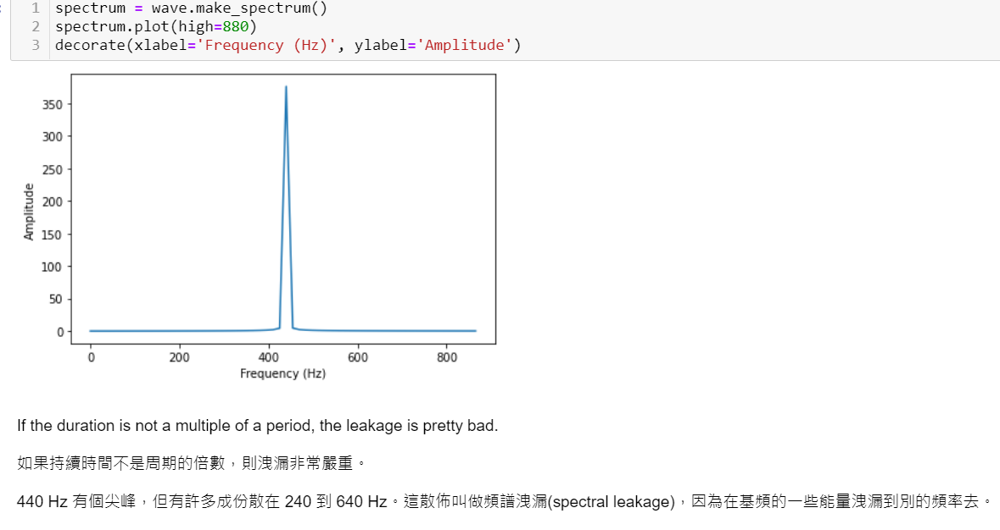 1 spectrum = wave.make_spectrum()
2 spectrum.plot(high=880)
3 decorate(xlabel='Frequency (Hz)', ylabel='Amplitude')
350
300
250
200
150
100
50
0
Amplitude
0 200 400 600 800
Frequency (Hz)
If the duration is not a multiple of a period, the leakage is pretty bad.
如果持續時間不是周期的倍數，則洩漏非常嚴重。
440 Hz 有個尖峰，但有許多成份散在 240 到 640 Hz。這散佈叫做頻譜洩漏(spectral leakage)，因為在基頻的一些能量洩漏到別的頻率去。